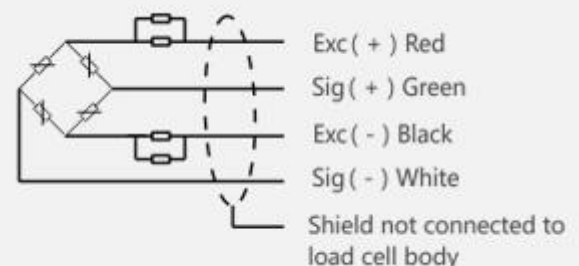 Exc ( + ) Red
Sig ( + ) Green
Exc ( - ) Black
Sig ( - ) White
Shield not connected to
load cell body